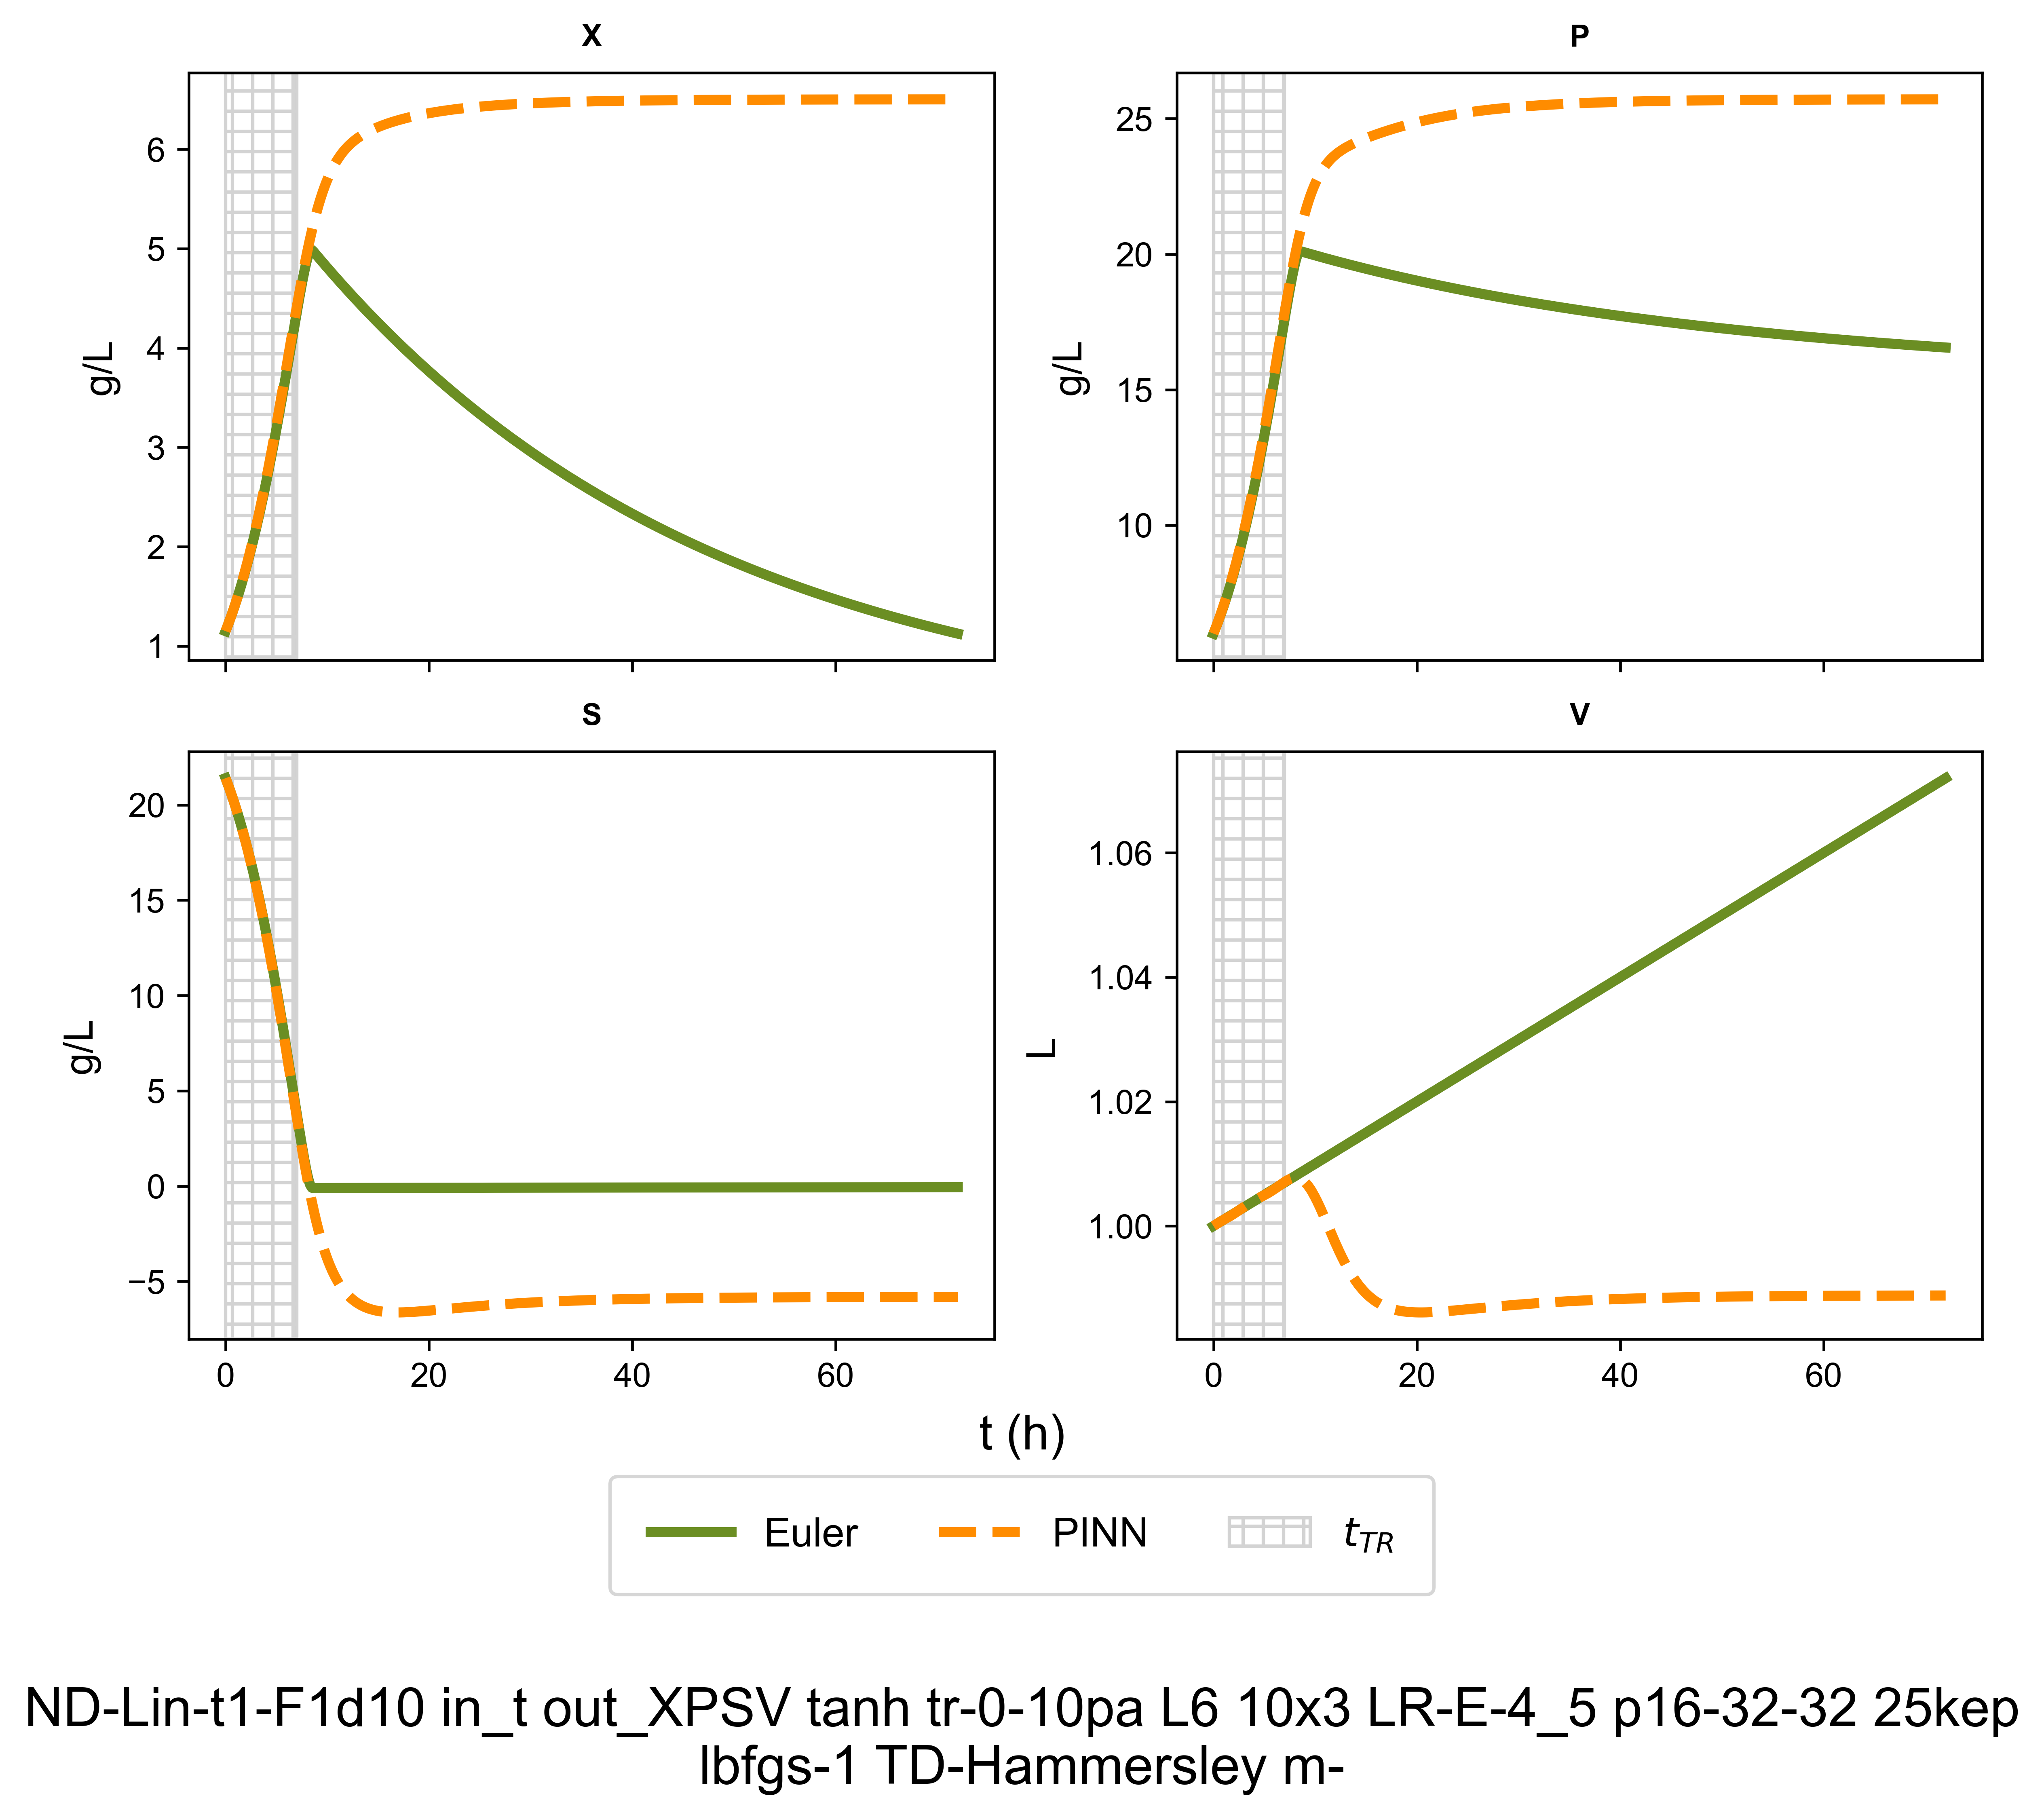 X
P
6
5
4
3
2
1
g/L
25
20
15
10
g/L
S
V
20
15
10
5
0
−5
g/L
0
20
40
60
1.06
1.04
1.02
1.00
L
0
20
40
60
t (h)
Euler
PINN
t_{TR}
ND-Lin-t1-F1d10 in_t out_XPSV tanh tr-0-10pa L6 10x3 LR-E-4_5 p16-32-32 25kep
lbfgs-1 TD-Hammersley m-